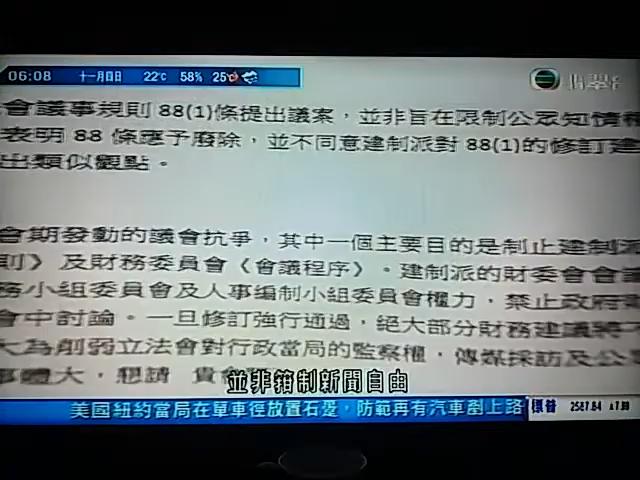 06:08 十一月四日 22℃ 58% 25℃
翡翠台
會議事規則 88(1)條提出議案，並非旨在限制公眾知情權
表明 88 條應予廢除，並不同意建制派對 88(1)的修訂建
出類似觀點。
會期發動的議會抗爭，其中一個主要目的是制止建制派
則》及財務委員會《會議程序》。建制派的財委會會議
務小組委員會及人事編制小組委員會權力，禁止政府
會中討論。一旦修訂強行通過，絕大部分財務建議將
大為削弱立法會對行政當局的監察權，傳媒採訪及公
事體大，懇請 貴會
並非箝制新聞自由
美國紐約當局在單車徑放置石躉，防範再有汽車剷上路
標普 2587.84 ▲7.99